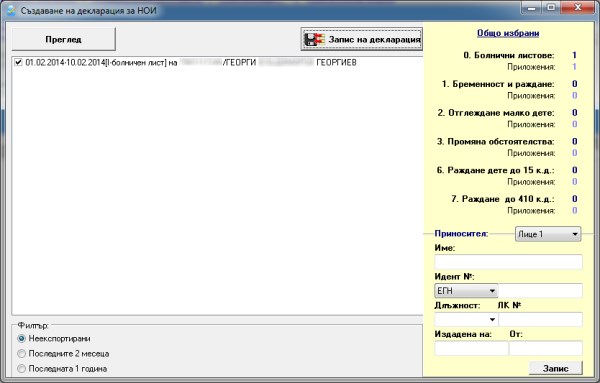 Създаване на декларация за НОИ
Преглед
Запис на декларация
01.02.2014-10.02.2014[I-болничен лист] на /ГЕОРГИ ГЕОРГИЕВ
Филтър:
Неекспортирани
Последните 2 месеца
Последната 1 година
Общо избрани
0. Болнични листове: 1
Приложения: 1
1. Бременност и раждане: 0
Приложения: 0
2. Отглеждане малко дете: 0
Приложения: 0
3. Промяна обстоятелства: 0
Приложения: 0
6. Раждане дете до 15 к.д.: 0
Приложения: 0
7. Раждане до 410 к.д.: 0
Приложения: 0
Приносител: Лице 1
Име:
Идент №:
ЕГН
Длъжност: ЛК №
Издадена на: От:
Запис